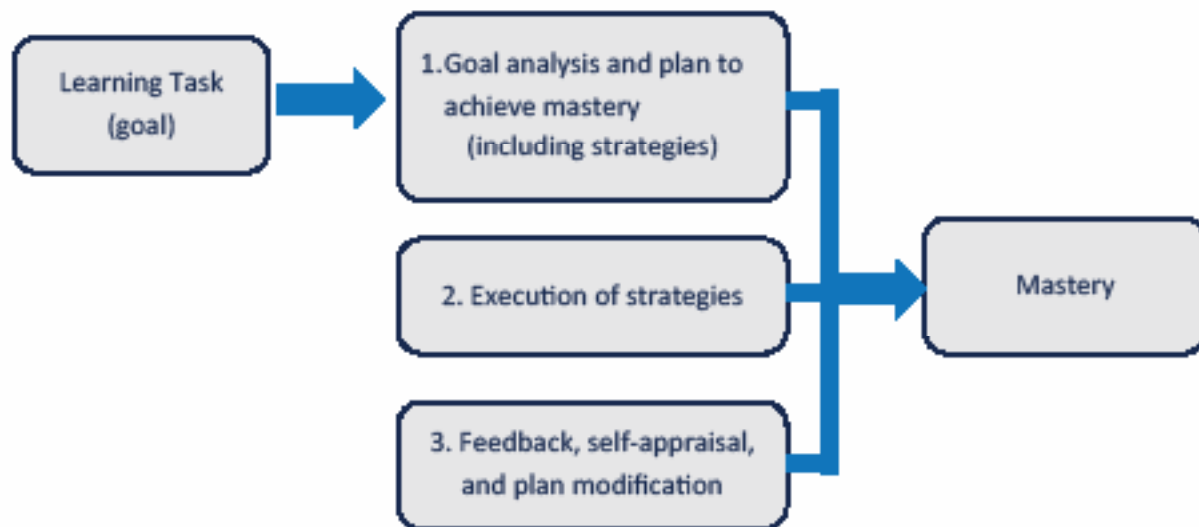 Learning Task
(goal)
1.Goal analysis and plan to
achieve mastery
(including strategies)
2. Execution of strategies
3. Feedback, self-appraisal,
and plan modification
Mastery